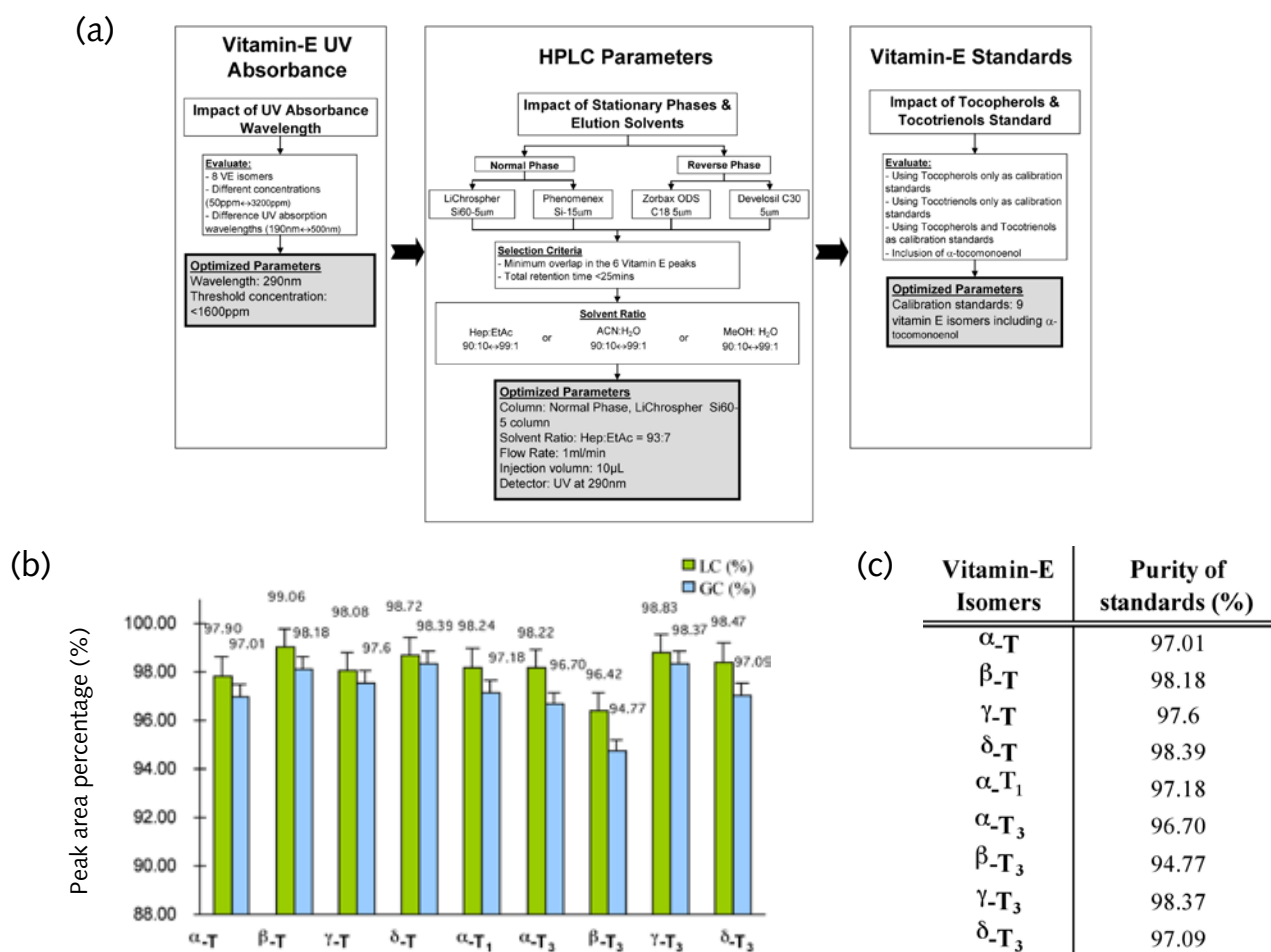 (a)
Vitamin-E UV
Absorbance
Impact of UV Absorbance
Wavelength
Evaluate:
- 8 VE isomers
- Different concentrations
(50ppm↔3200ppm)
- Difference UV absorption
wavelengths (190nm↔500nm)
Optimized Parameters
Wavelength: 290nm
Threshold concentration:
<1600ppm
HPLC Parameters
Impact of Stationary Phases &
Elution Solvents
Normal Phase
Reverse Phase
LiChrospher
Si60-5µm
Phenomenex
Si-15µm
Zorbax ODS
C18 5µm
Develosil C30
5µm
Selection Criteria
- Minimum overlap in the 6 Vitamin E peaks
- Total retention time <25mins
Solvent Ratio
Hep:EtAc
90:10↔99:1
or
ACN:H₂O
90:10↔99:1
or
MeOH: H₂O
90:10↔99:1
Optimized Parameters
Column: Normal Phase, LiChrospher Si60-
5 column
Solvent Ratio: Hep:EtAc = 93:7
Flow Rate: 1ml/min
Injection volumn: 10µL
Detector: UV at 290nm
Vitamin-E Standards
Impact of Tocopherols &
Tocotrienols Standard
Evaluate:
- Using Tocopherols only as calibration
standards
- Using Tocotrienols only as calibration
standards
- Using Tocopherols and Tocotrienols
as calibration standards
- Inclusion of α-tocomonoenol
Optimized Parameters
Calibration standards: 9
vitamin E isomers including α-
tocomonoenol
(b)
LC (%)
GC (%)
Peak area percentage (%)
100.00
98.00
96.00
94.00
92.00
90.00
88.00
97.90
97.01
99.06
98.18
98.08
97.6
98.72
98.39
98.24
97.18
98.22
96.70
96.42
94.77
98.83
98.37
98.47
97.09
α-T
β-T
γ-T
δ-T
α-T₁
α-T₃
β-T₃
γ-T₃
δ-T₃
(c)
Vitamin-E
Isomers
Purity of
standards (%)
α-T 97.01
β-T 98.18
γ-T 97.6
δ-T 98.39
α-T₁ 97.18
α-T₃ 96.70
β-T₃ 94.77
γ-T₃ 98.37
δ-T₃ 97.09